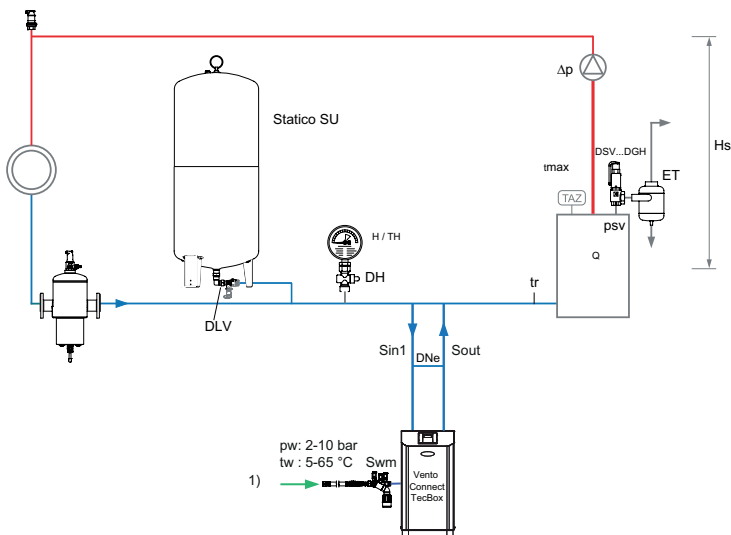 Δp
Statico SU
Hs
DSV...DGH
tmax
ET
TAZ
psv
H / TH
Q
DH
tr
DLV
Sin1
Sout
DNe
pw: 2-10 bar
tw : 5-65 °C
Swm
1)
Vento
Connect
TecBox